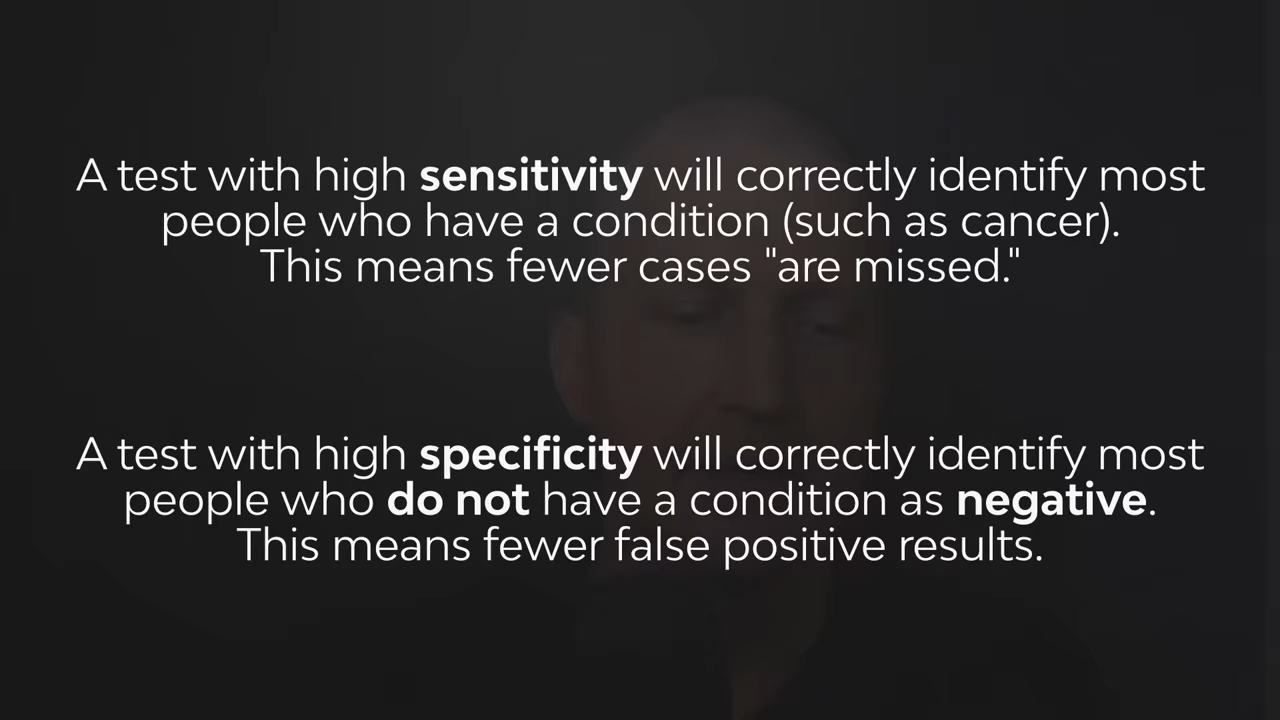 A test with high sensitivity will correctly identify most
people who have a condition (such as cancer).
This means fewer cases "are missed."
A test with high specificity will correctly identify most
people who do not have a condition as negative.
This means fewer false positive results.